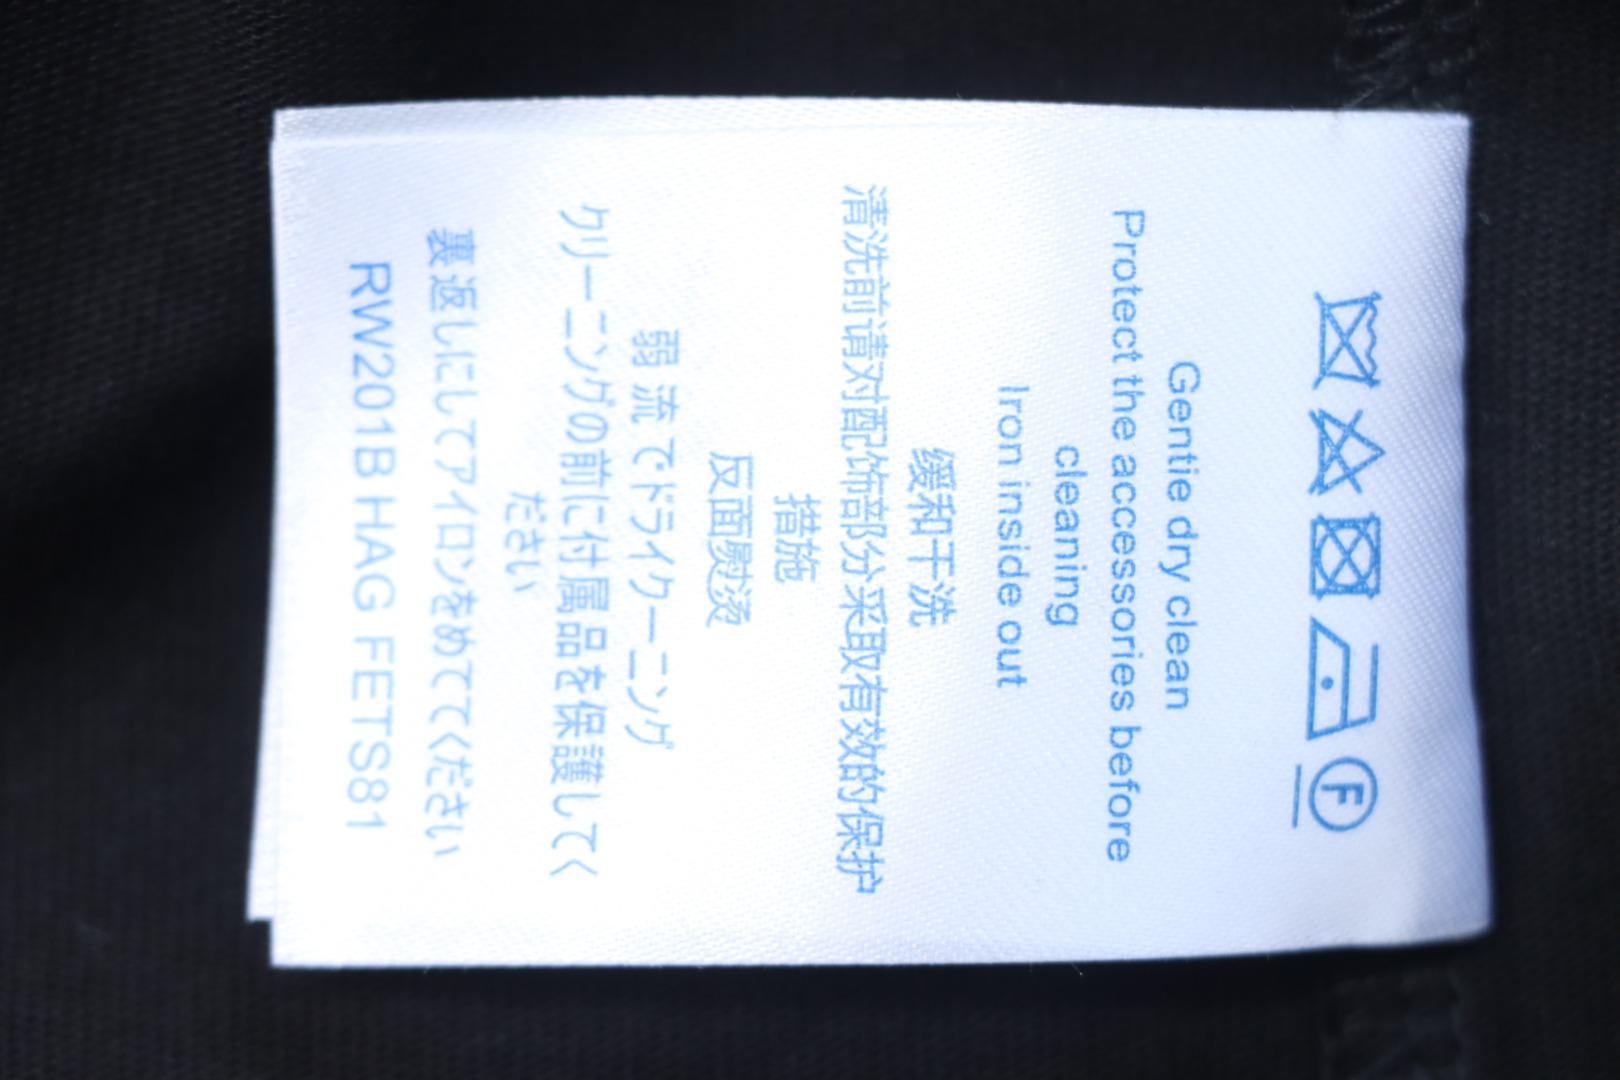 F
Gentie dry clean
Protect the accessories before
cleaning
Iron inside out
缓和干洗
清洗前请对配饰部分采取有效的保护
措施
反面熨烫
弱 流 でドライクーニング
クリーニングの前に付属品を保護してく
ださい
裏返しにしてアイロンをめててください
RW201B HAG FETS81